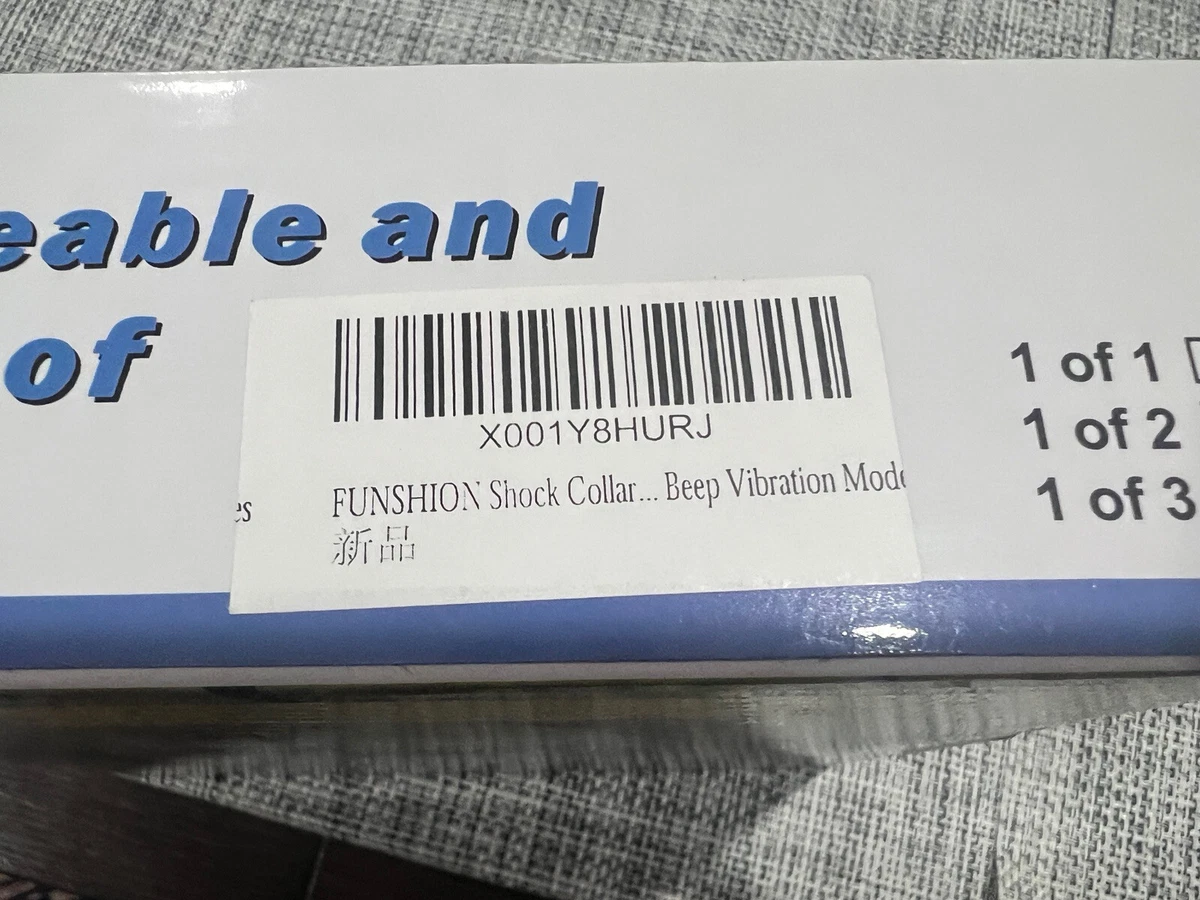 eable and
of
X001Y8HURJ
es
FUNSHION Shock Collar... Beep Vibration Mode
新品
1 of 1
1 of 2
1 of 3